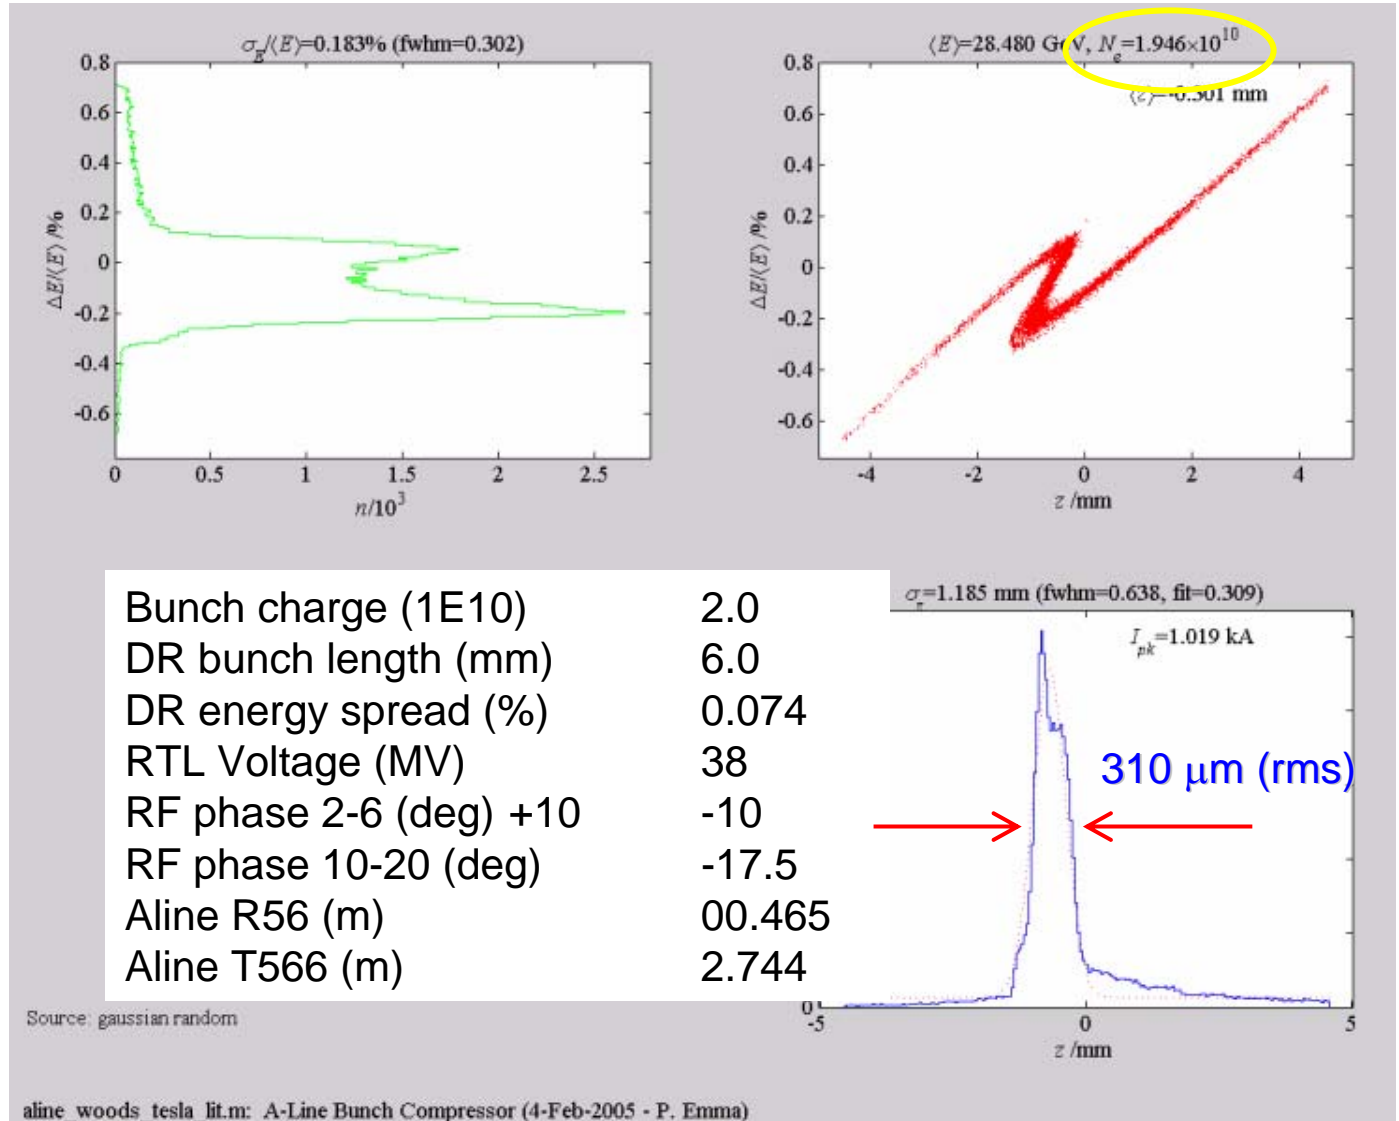 σE/⟨E⟩=0.183% (fwhm=0.302)
0.8
0.6
0.4
0.2
0
-0.2
-0.4
-0.6
ΔE/⟨E⟩ /%
0 0.5 1 1.5 2 2.5
n/10³
⟨E⟩=28.480 GeV, Ne=1.946×10¹⁰
⟨z⟩=-0.301 mm
0.8
0.6
0.4
0.2
0
-0.2
-0.4
-0.6
ΔE/⟨E⟩ /%
-4 -2 0 2 4
z /mm
Bunch charge (1E10) 2.0
DR bunch length (mm) 6.0
DR energy spread (%) 0.074
RTL Voltage (MV) 38
RF phase 2-6 (deg) +10 -10
RF phase 10-20 (deg) -17.5
Aline R56 (m) 00.465
Aline T566 (m) 2.744
σz=1.185 mm (fwhm=0.638, fit=0.309)
Ipk=1.019 kA
310 μm (rms)
0
-5 0 5
z /mm
Source: gaussian random
aline_woods_tesla_lit.m: A-Line Bunch Compressor (4-Feb-2005 - P. Emma)